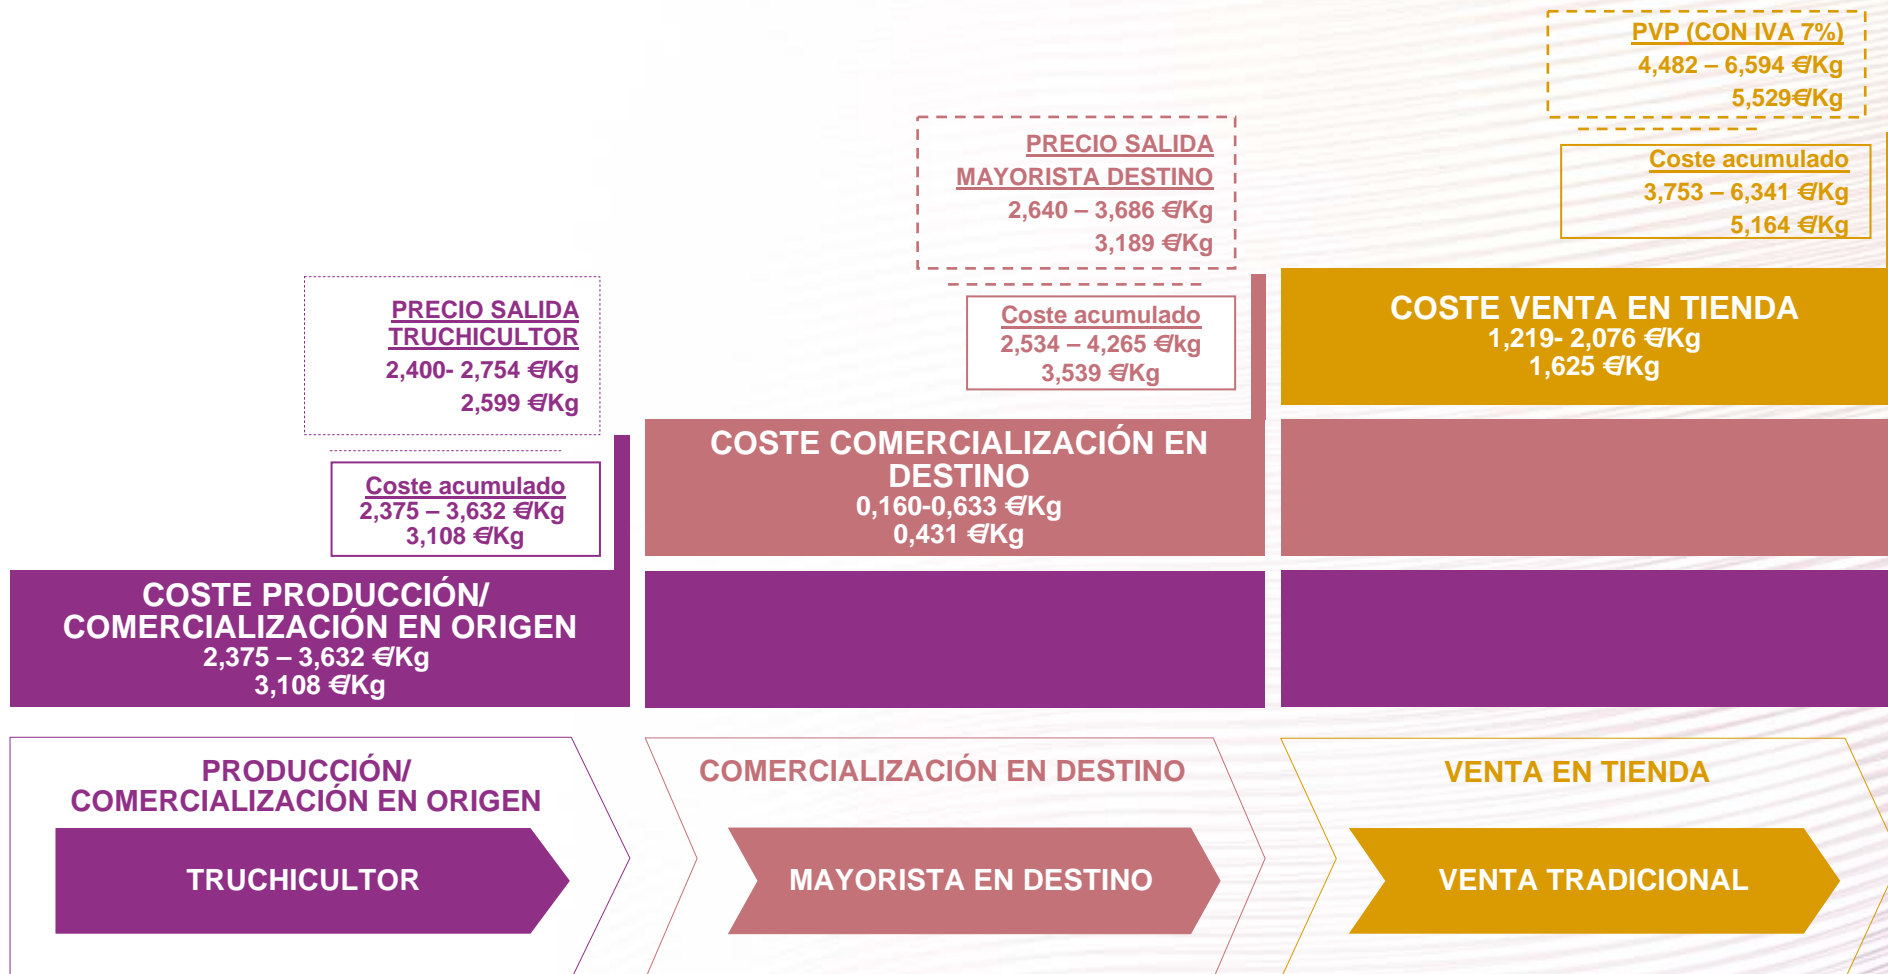 PVP (CON IVA 7%)
4,482 – 6,594 €/Kg
5,529€/Kg
Coste acumulado
3,753 – 6,341 €/Kg
5,164 €/Kg
PRECIO SALIDA
MAYORISTA DESTINO
2,640 – 3,686 €/Kg
3,189 €/Kg
Coste acumulado
2,534 – 4,265 €/kg
3,539 €/Kg
PRECIO SALIDA
TRUCHICULTOR
2,400- 2,754 €/Kg
2,599 €/Kg
Coste acumulado
2,375 – 3,632 €/Kg
3,108 €/Kg
COSTE VENTA EN TIENDA
1,219- 2,076 €/Kg
1,625 €/Kg
COSTE COMERCIALIZACIÓN EN
DESTINO
0,160-0,633 €/Kg
0,431 €/Kg
COSTE PRODUCCIÓN/
COMERCIALIZACIÓN EN ORIGEN
2,375 – 3,632 €/Kg
3,108 €/Kg
PRODUCCIÓN/
COMERCIALIZACIÓN EN ORIGEN
TRUCHICULTOR
COMERCIALIZACIÓN EN DESTINO
MAYORISTA EN DESTINO
VENTA EN TIENDA
VENTA TRADICIONAL